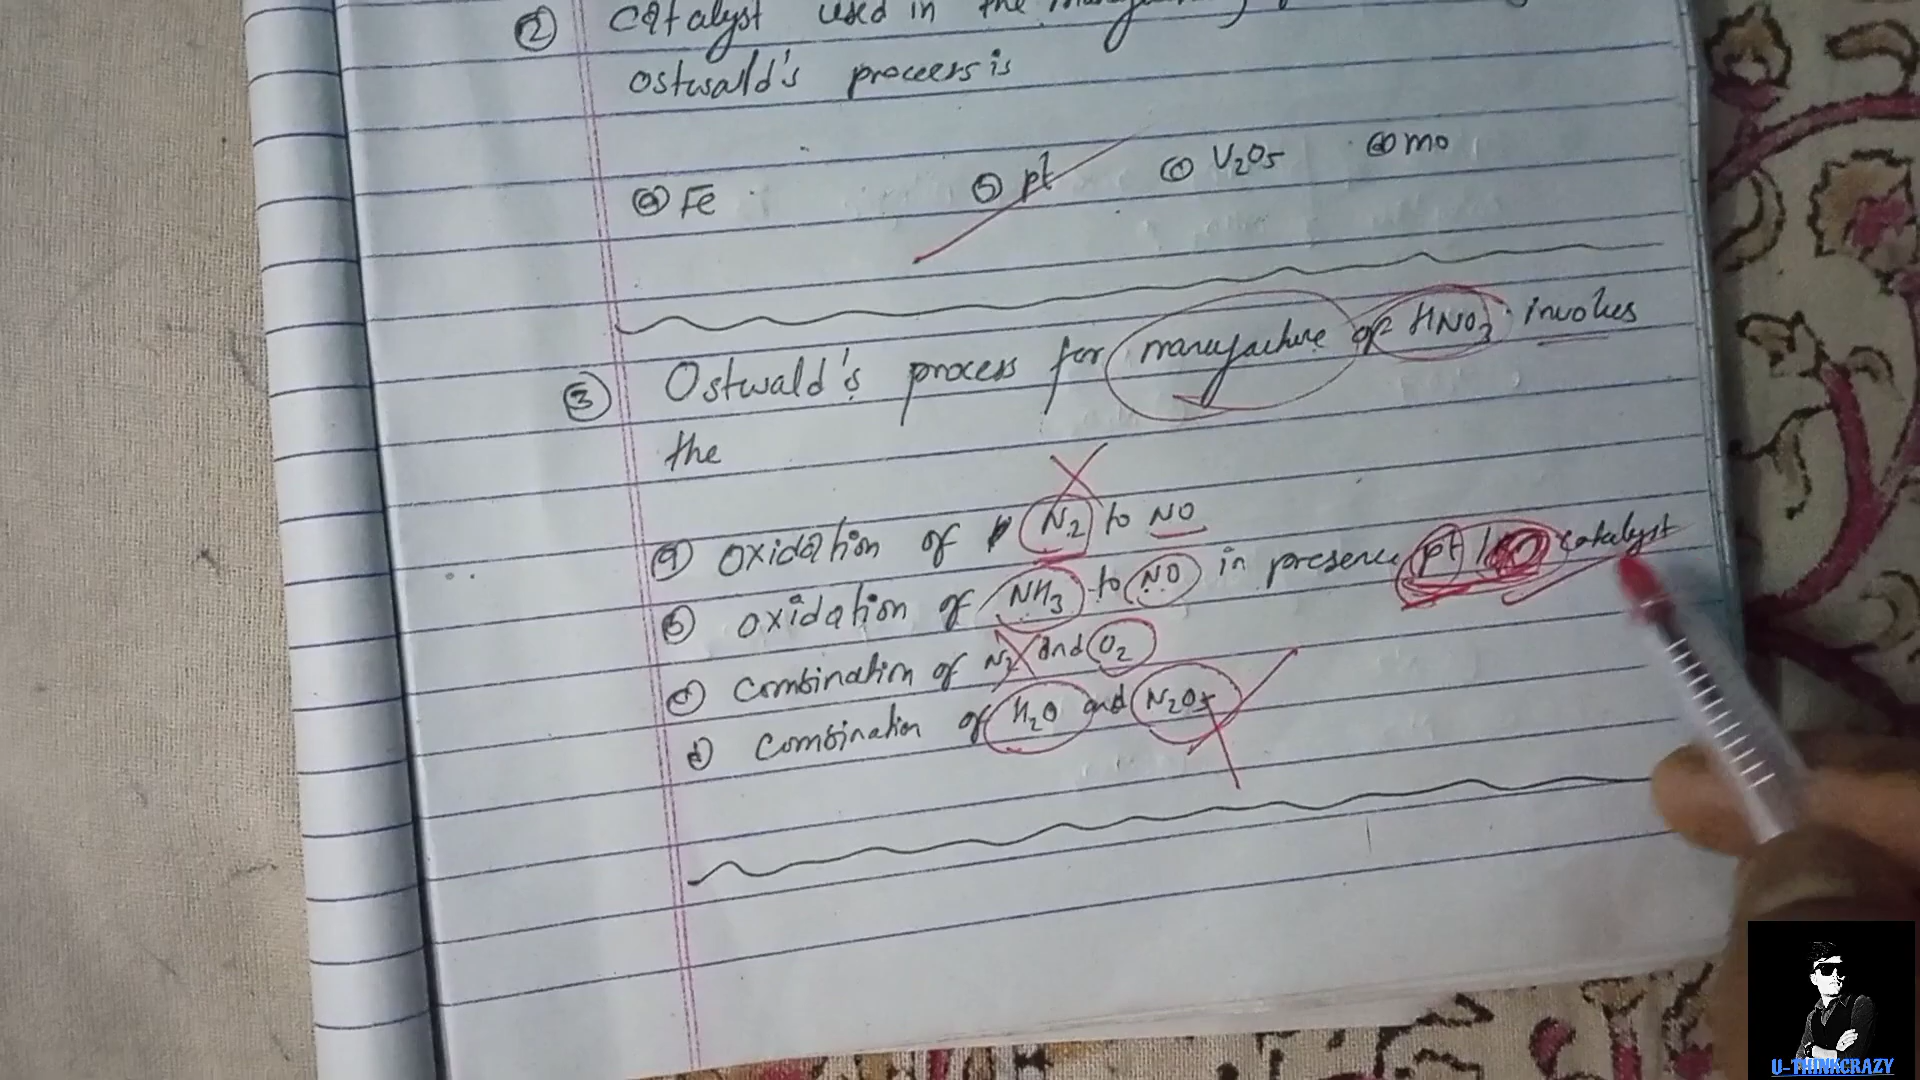 ② Catalyst used in the
Ostwald's proceers is
ⓐ Fe ⓑ pt ⓒ V₂O₅ ⓓ mo
③ Ostwald's process for manufacture of HNO₃ involves
the
ⓐ oxidation of N₂ to NO
ⓑ oxidation of NH₃ to NO in presence pt / catalyst
ⓒ combination of N₂ and O₂
ⓓ combination of H₂O and N₂O₅
U-THINKCRAZY